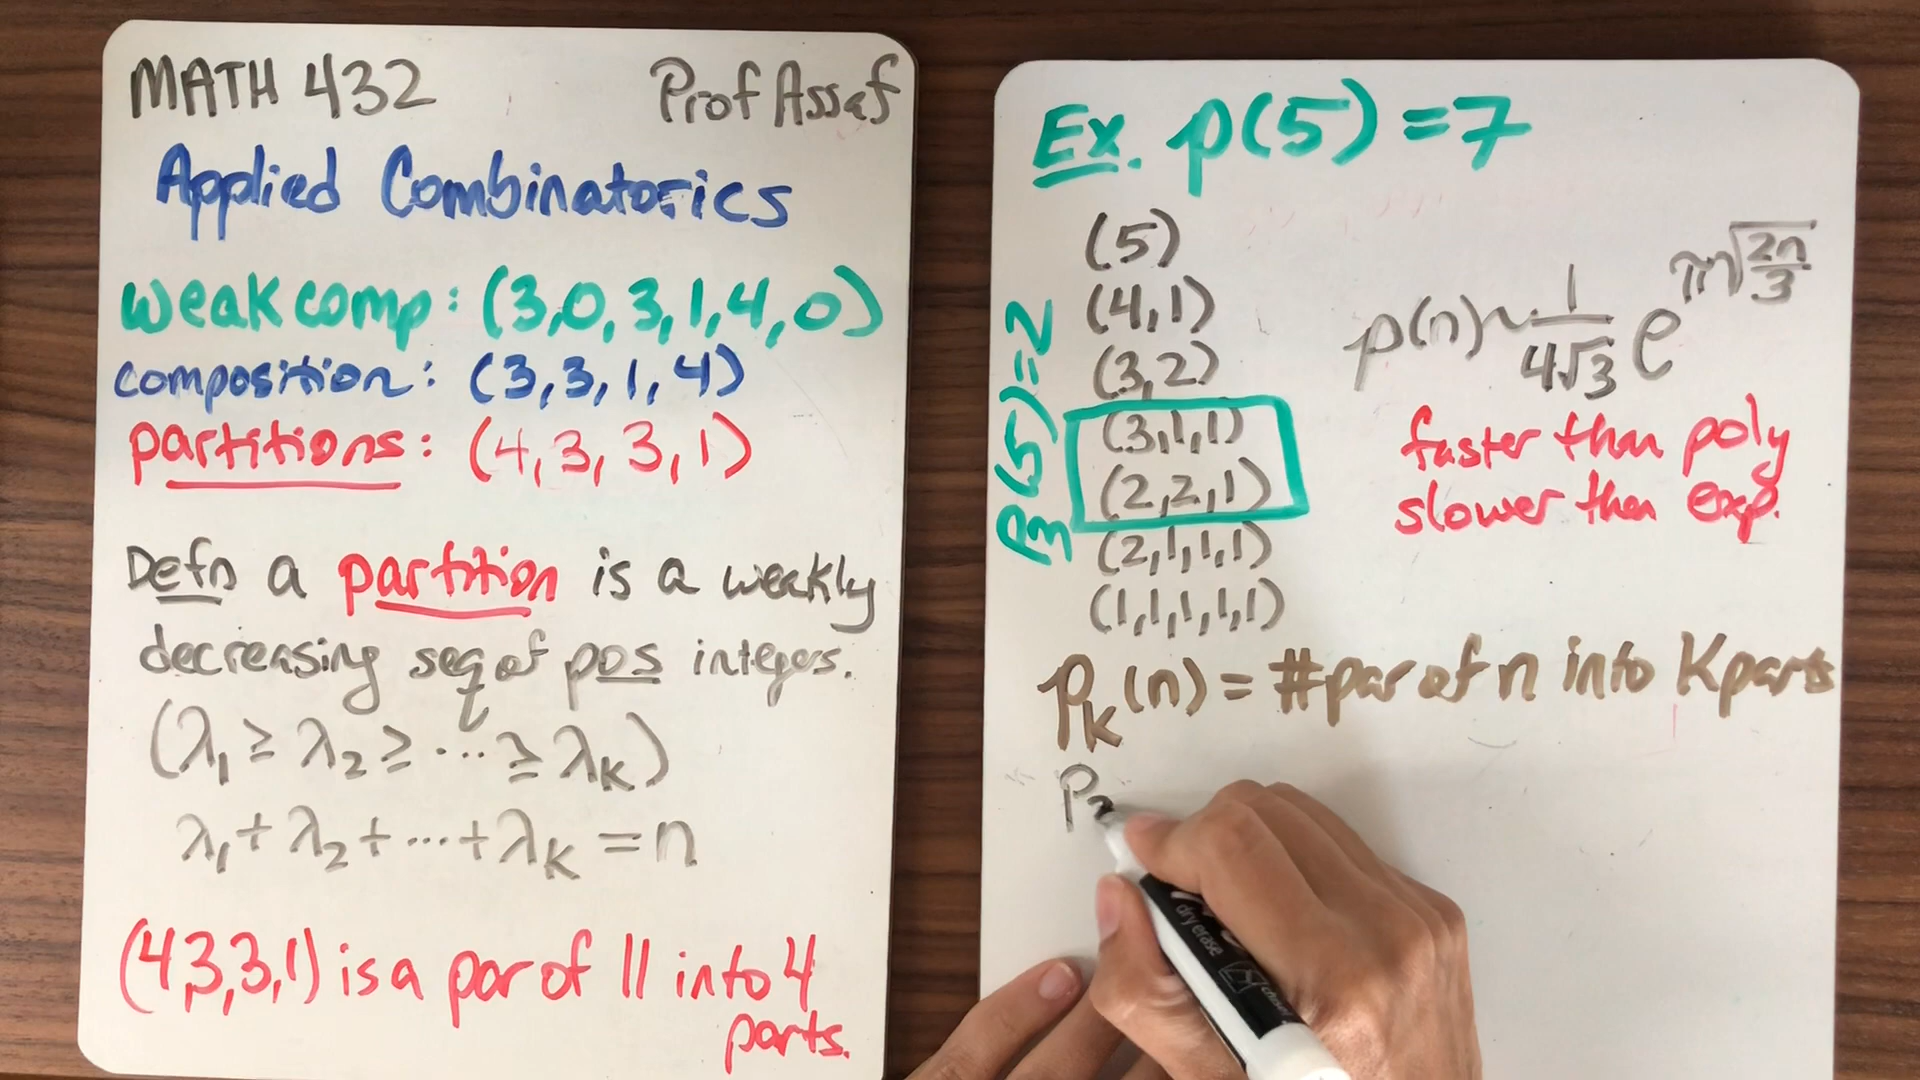 MATH 432 Prof Assaf
Applied Combinatorics
weak comp: (3,0,3,1,4,0)
composition: (3,3,1,4)
partitions: (4,3,3,1)
Defn a partition is a weakly
decreasing seq of pos integers.
(λ₁ ≥ λ₂ ≥ ··· ≥ λₖ)
λ₁ + λ₂ + ··· + λₖ = n
(4,3,3,1) is a par of 11 into 4
parts.
Ex. p(5) = 7
(5)
(4,1)
(3,2)
(3,1,1)
(2,2,1)
(2,1,1,1)
(1,1,1,1,1)
p₃(5) = 2
p(n) ~ 1/(4√3) e^(π√(2n/3))
faster than poly
slower then exp.
pₖ(n) = # par of n into k parts
dry erase